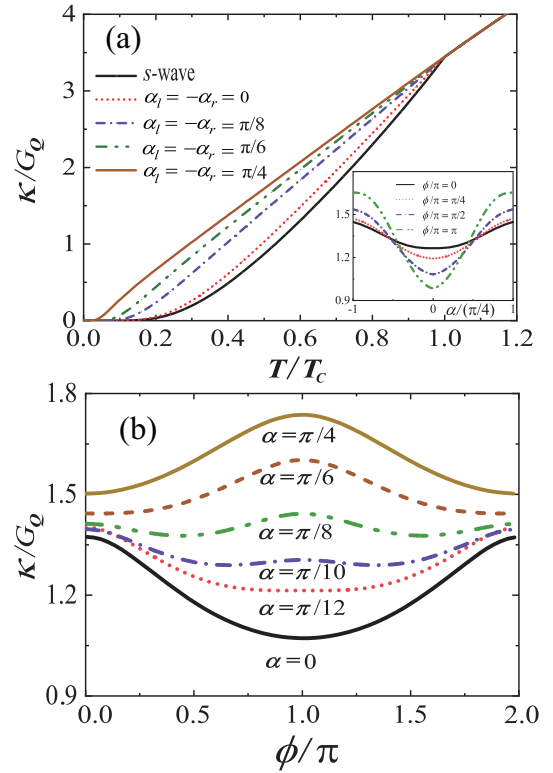 (a)
κ/G_Q
4
3
2
1
0
s-wave
α_l = −α_r = 0
α_l = −α_r = π/8
α_l = −α_r = π/6
α_l = −α_r = π/4
ϕ/π = 0
ϕ/π = π/4
ϕ/π = π/2
ϕ/π = π
1.5
1.2
0.9
-1 0 α/(π/4) 1
0.0 0.2 0.4 0.6 0.8 1.0 1.2
T/T_C
(b)
κ/G_Q
1.8
1.5
1.2
0.9
α=π/4
α=π/6
α=π/8
α=π/10
α=π/12
α=0
0.0 0.5 1.0 1.5 2.0
ϕ/π